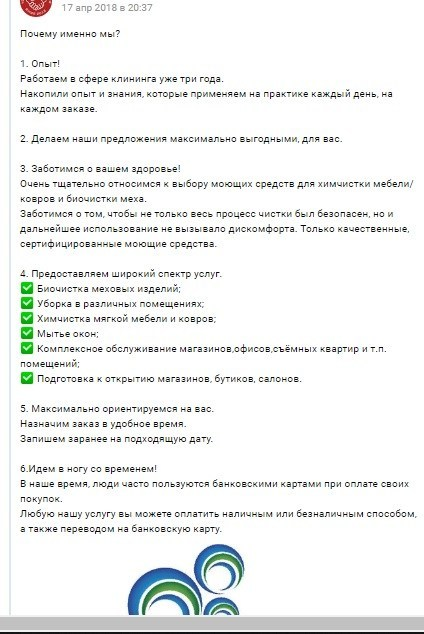 17 апр 2018 в 20:37
Почему именно мы?
1. Опыт!
Работаем в сфере клининга уже три года.
Накопили опыт и знания, которые применяем на практике каждый день, на
каждом заказе.
2. Делаем наши предложения максимально выгодными, для вас.
3. Заботимся о вашем здоровье!
Очень тщательно относимся к выбору моющих средств для химчистки мебели/
ковров и биочистки меха.
Заботимся о том, чтобы не только весь процесс чистки был безопасен, но и
дальнейшее использование не вызывало дискомфорта. Только качественные,
сертифицированные моющие средства.
4. Предоставляем широкий спектр услуг.
✅ Биочистка меховых изделий;
✅ Уборка в различных помещениях;
✅ Химчистка мягкой мебели и ковров;
✅ Мытье окон;
✅ Комплексное обслуживание магазинов,офисов,съёмных квартир и т.п.
помещений;
✅ Подготовка к открытию магазинов, бутиков, салонов.
5. Максимально ориентируемся на вас.
Назначим заказ в удобное время.
Запишем заранее на подходящую дату.
6.Идем в ногу со временем!
В наше время, люди часто пользуются банковскими картами при оплате своих
покупок.
Любую нашу услугу вы можете оплатить наличным или безналичным способом,
а также переводом на банковскую карту.